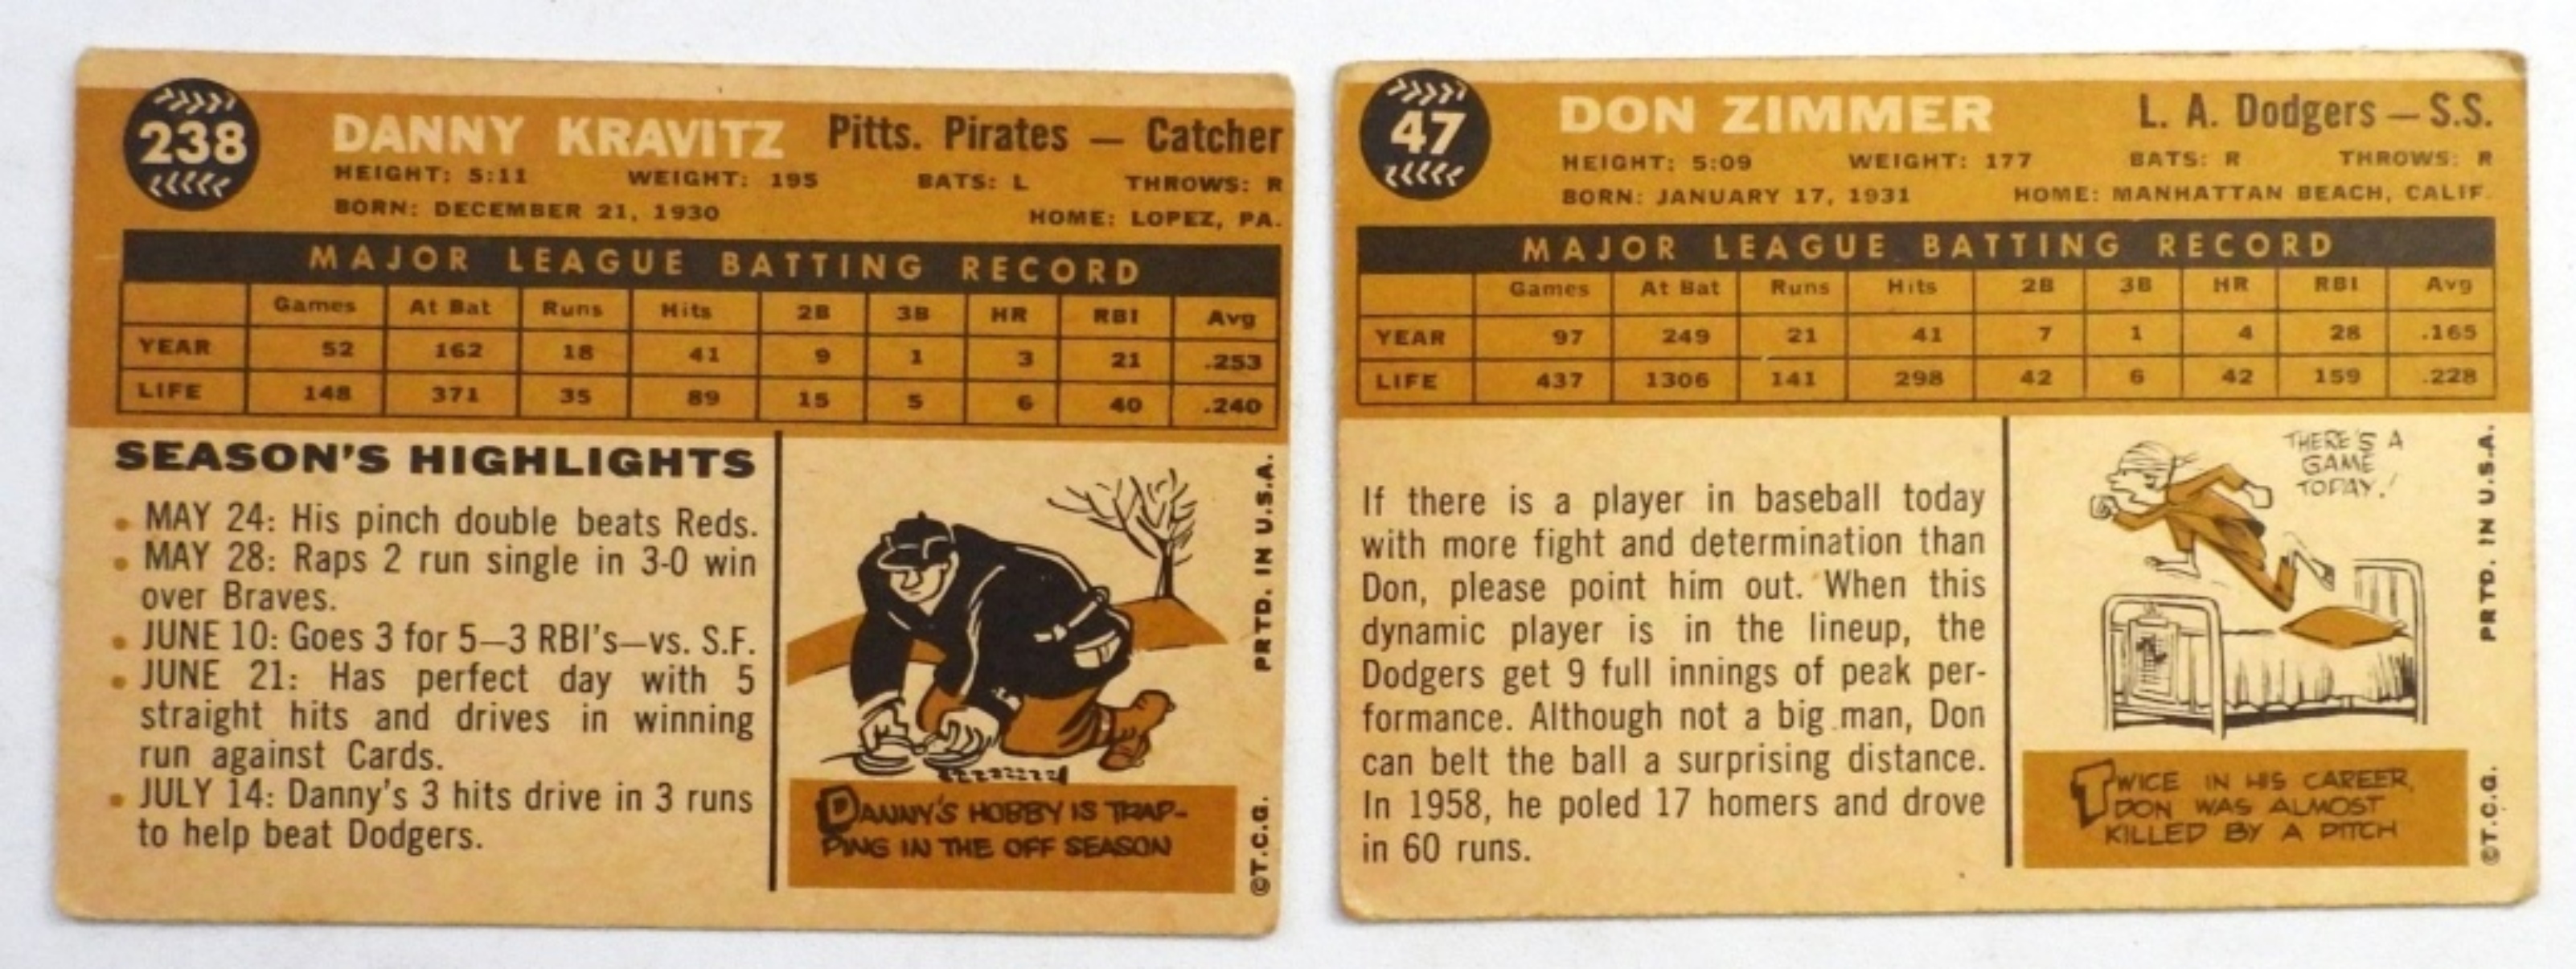 238
DANNY KRAVITZ Pitts. Pirates — Catcher
HEIGHT: 5:11 WEIGHT: 195 BATS: L THROWS: R
BORN: DECEMBER 21, 1930 HOME: LOPEZ, PA.
MAJOR LEAGUE BATTING RECORD
Games At Bat Runs Hits 2B 3B HR RBI Avg
YEAR 52 162 18 41 9 1 3 21 .253
LIFE 148 371 35 89 15 5 6 40 .240
SEASON'S HIGHLIGHTS
• MAY 24: His pinch double beats Reds.
• MAY 28: Raps 2 run single in 3-0 win
over Braves.
• JUNE 10: Goes 3 for 5—3 RBI's—vs. S.F.
• JUNE 21: Has perfect day with 5
straight hits and drives in winning
run against Cards.
• JULY 14: Danny's 3 hits drive in 3 runs
to help beat Dodgers.
DANNY'S HOBBY IS TRAP-
PING IN THE OFF SEASON
©T.C.G. PRTD. IN U.S.A.
47
DON ZIMMER L. A. Dodgers — S.S.
HEIGHT: 5:09 WEIGHT: 177 BATS: R THROWS: R
BORN: JANUARY 17, 1931 HOME: MANHATTAN BEACH, CALIF.
MAJOR LEAGUE BATTING RECORD
Games At Bat Runs Hits 2B 3B HR RBI Avg
YEAR 97 249 21 41 7 1 4 28 .165
LIFE 437 1306 141 298 42 6 42 159 .228
If there is a player in baseball today
with more fight and determination than
Don, please point him out. When this
dynamic player is in the lineup, the
Dodgers get 9 full innings of peak per-
formance. Although not a big man, Don
can belt the ball a surprising distance.
In 1958, he poled 17 homers and drove
in 60 runs.
THERE'S A
GAME
TODAY!
TWICE IN HIS CAREER,
DON WAS ALMOST
KILLED BY A PITCH
©T.C.G. PRTD. IN U.S.A.